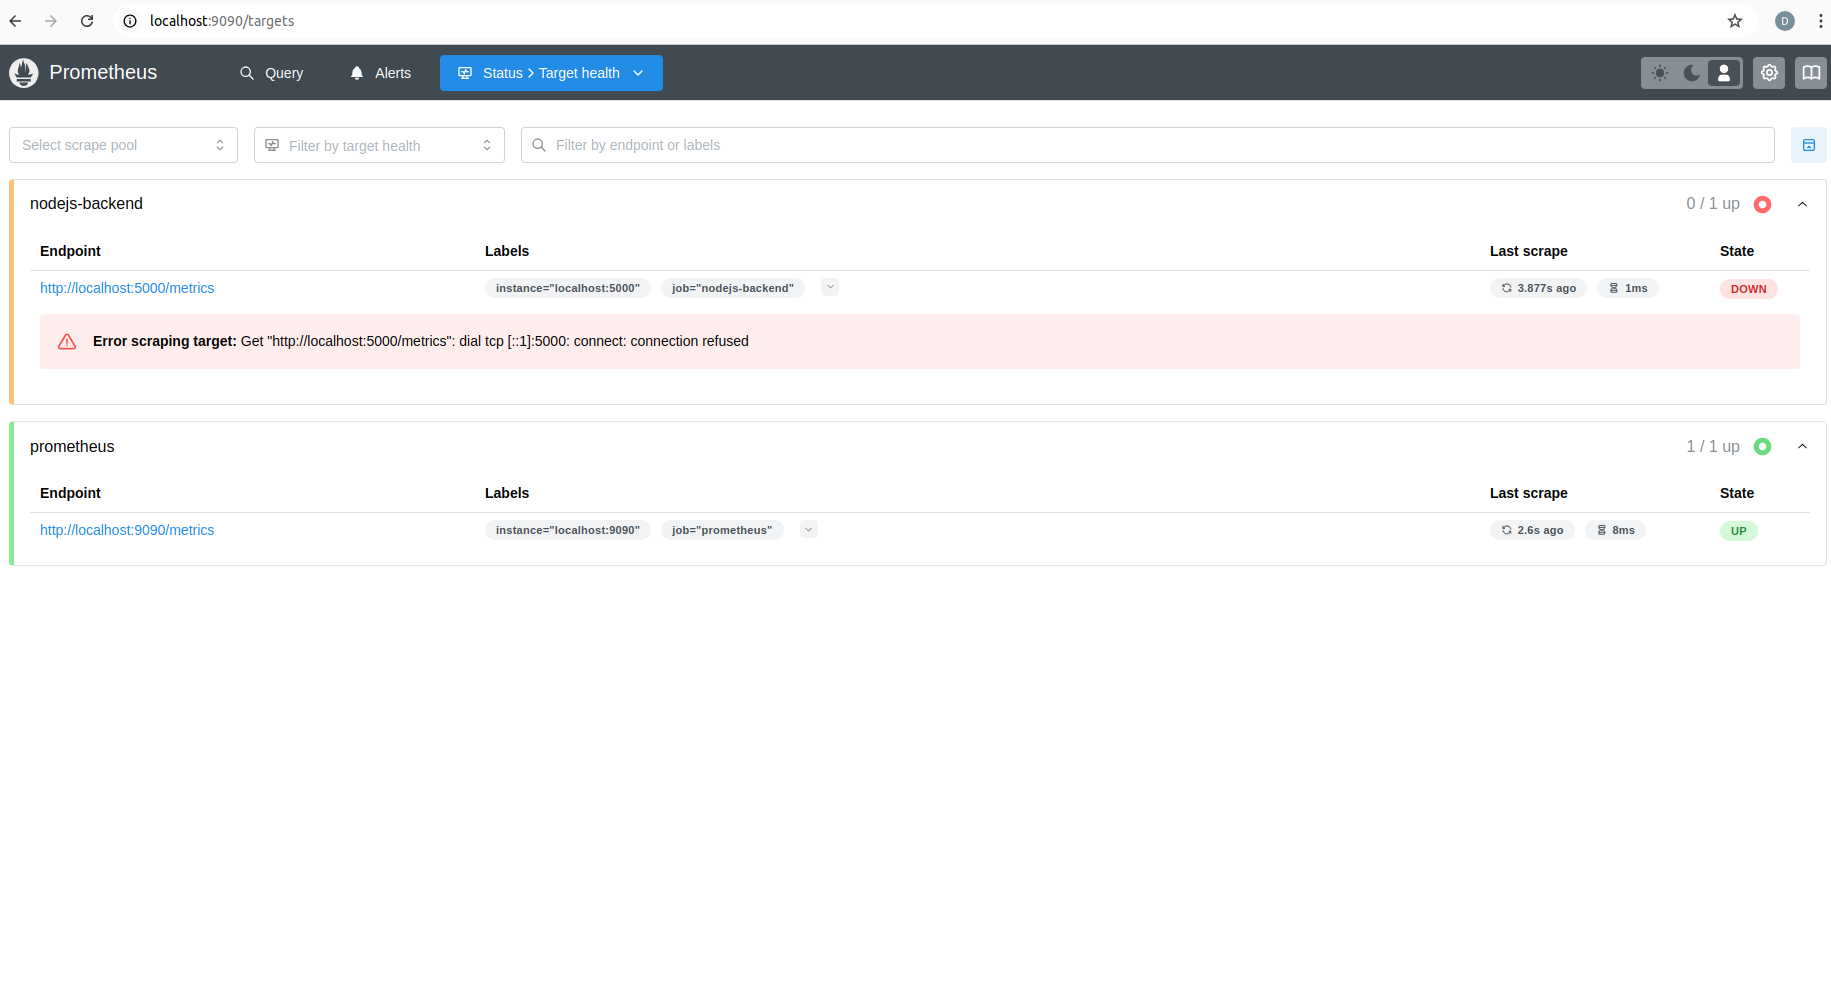 localhost:9090/targets
D
Prometheus Query Alerts Status > Target health
Select scrape pool Filter by target health Filter by endpoint or labels
nodejs-backend 0 / 1 up
Endpoint Labels Last scrape State
http://localhost:5000/metrics instance="localhost:5000" job="nodejs-backend" 3.877s ago 1ms DOWN
Error scraping target: Get "http://localhost:5000/metrics": dial tcp [::1]:5000: connect: connection refused
prometheus 1 / 1 up
Endpoint Labels Last scrape State
http://localhost:9090/metrics instance="localhost:9090" job="prometheus" 2.6s ago 8ms UP